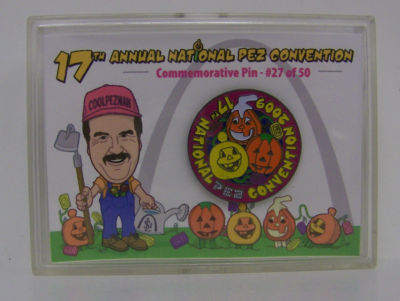 17TH ANNUAL NATIONAL PEZ CONVENTION
Commemorative Pin - #27 of 50
COOLPEZMAN
17TH NATIONAL PEZ CONVENTION 2009